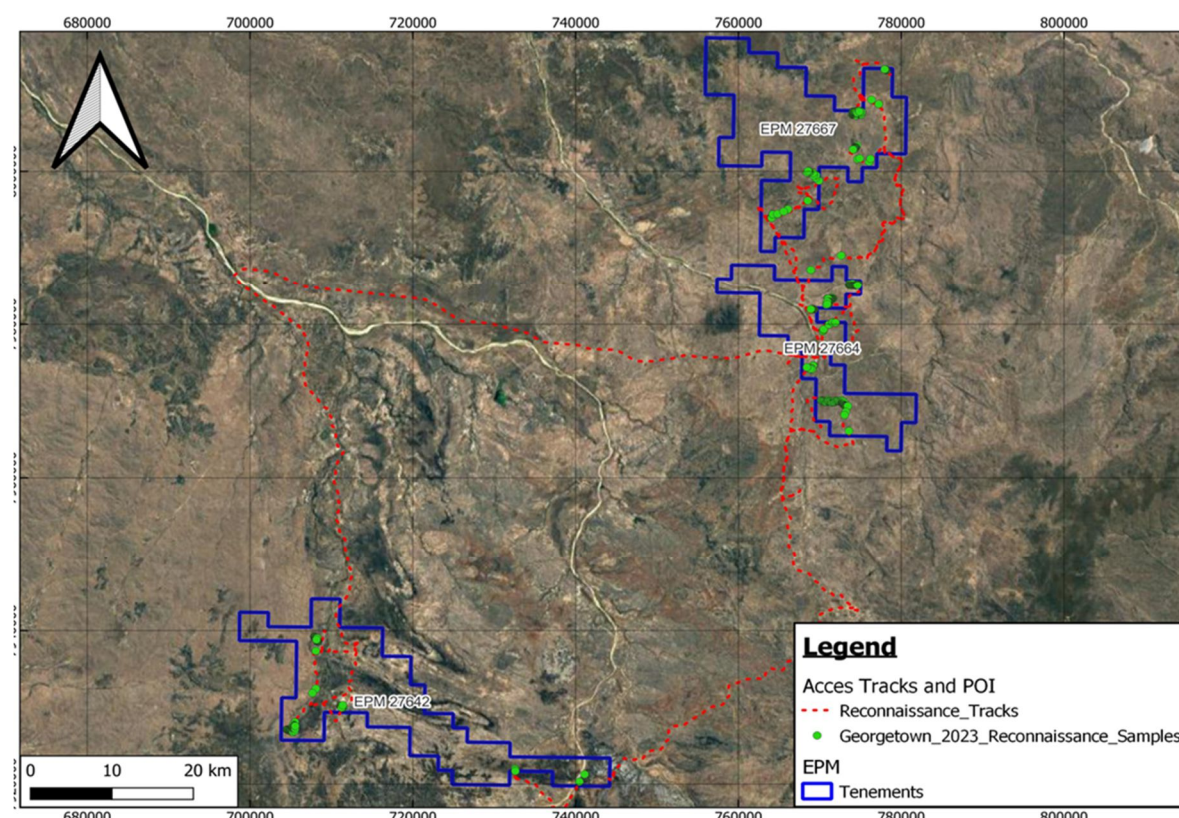 680000 700000 720000 740000 760000 780000 800000
EPM 27667
EPM 27664
EPM 27642
Legend
Acces Tracks and POI
Reconnaissance_Tracks
Georgetown_2023_Reconnaissance_Samples
EPM
Tenements
0 10 20 km
680000 700000 720000 740000 760000 780000 800000